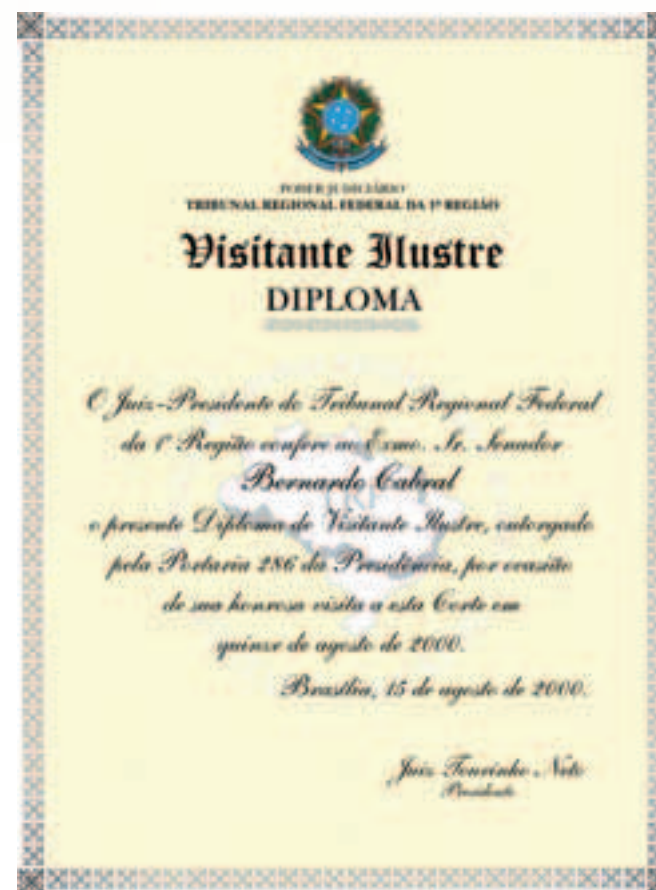 PODER JUDICIÁRIO
TRIBUNAL REGIONAL FEDERAL DA 1ª REGIÃO
Visitante Ilustre
DIPLOMA
O Juiz-Presidente do Tribunal Regional Federal
da 1ª Região confere ao Exmo. Sr. Senador
Bernardo Cabral
o presente Diploma de Visitante Ilustre, outorgado
pela Portaria 286 da Presidência, por ocasião
de sua honrosa visita a esta Corte em
quinze de agosto de 2000.
Brasília, 15 de agosto de 2000.
Juiz Tourinho Neto
Presidente